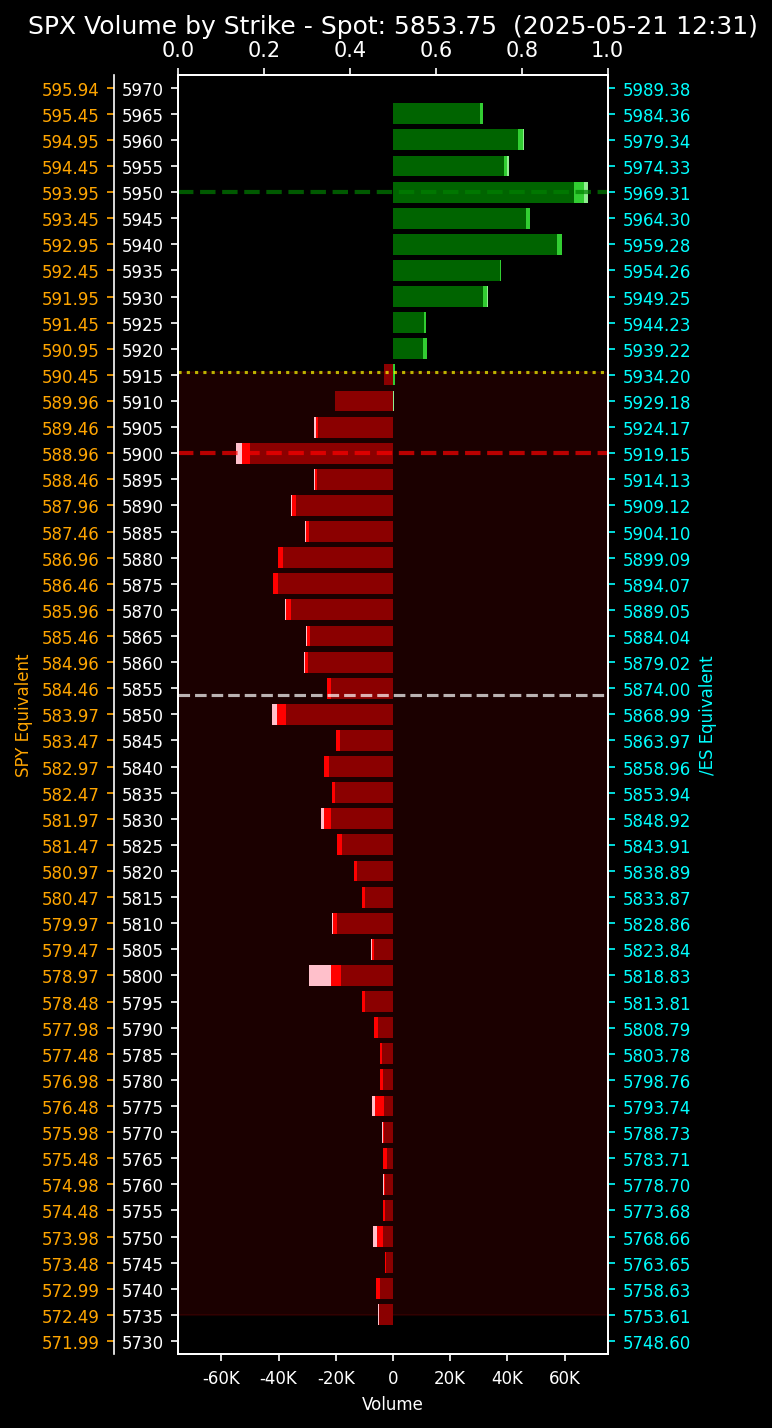 SPX Volume by Strike - Spot: 5853.75 (2025-05-21 12:31)
0.0 0.2 0.4 0.6 0.8 1.0
595.94 5970 5989.38
595.45 5965 5984.36
594.95 5960 5979.34
594.45 5955 5974.33
593.95 5950 5969.31
593.45 5945 5964.30
592.95 5940 5959.28
592.45 5935 5954.26
591.95 5930 5949.25
591.45 5925 5944.23
590.95 5920 5939.22
590.45 5915 5934.20
589.96 5910 5929.18
589.46 5905 5924.17
588.96 5900 5919.15
588.46 5895 5914.13
587.96 5890 5909.12
587.46 5885 5904.10
586.96 5880 5899.09
586.46 5875 5894.07
585.96 5870 5889.05
585.46 5865 5884.04
584.96 5860 5879.02
584.46 5855 5874.00
583.97 5850 5868.99
583.47 5845 5863.97
582.97 5840 5858.96
582.47 5835 5853.94
581.97 5830 5848.92
581.47 5825 5843.91
580.97 5820 5838.89
580.47 5815 5833.87
579.97 5810 5828.86
579.47 5805 5823.84
578.97 5800 5818.83
578.48 5795 5813.81
577.98 5790 5808.79
577.48 5785 5803.78
576.98 5780 5798.76
576.48 5775 5793.74
575.98 5770 5788.73
575.48 5765 5783.71
574.98 5760 5778.70
574.48 5755 5773.68
573.98 5750 5768.66
573.48 5745 5763.65
572.99 5740 5758.63
572.49 5735 5753.61
571.99 5730 5748.60
SPY Equivalent
/ES Equivalent
-60K -40K -20K 0 20K 40K 60K
Volume